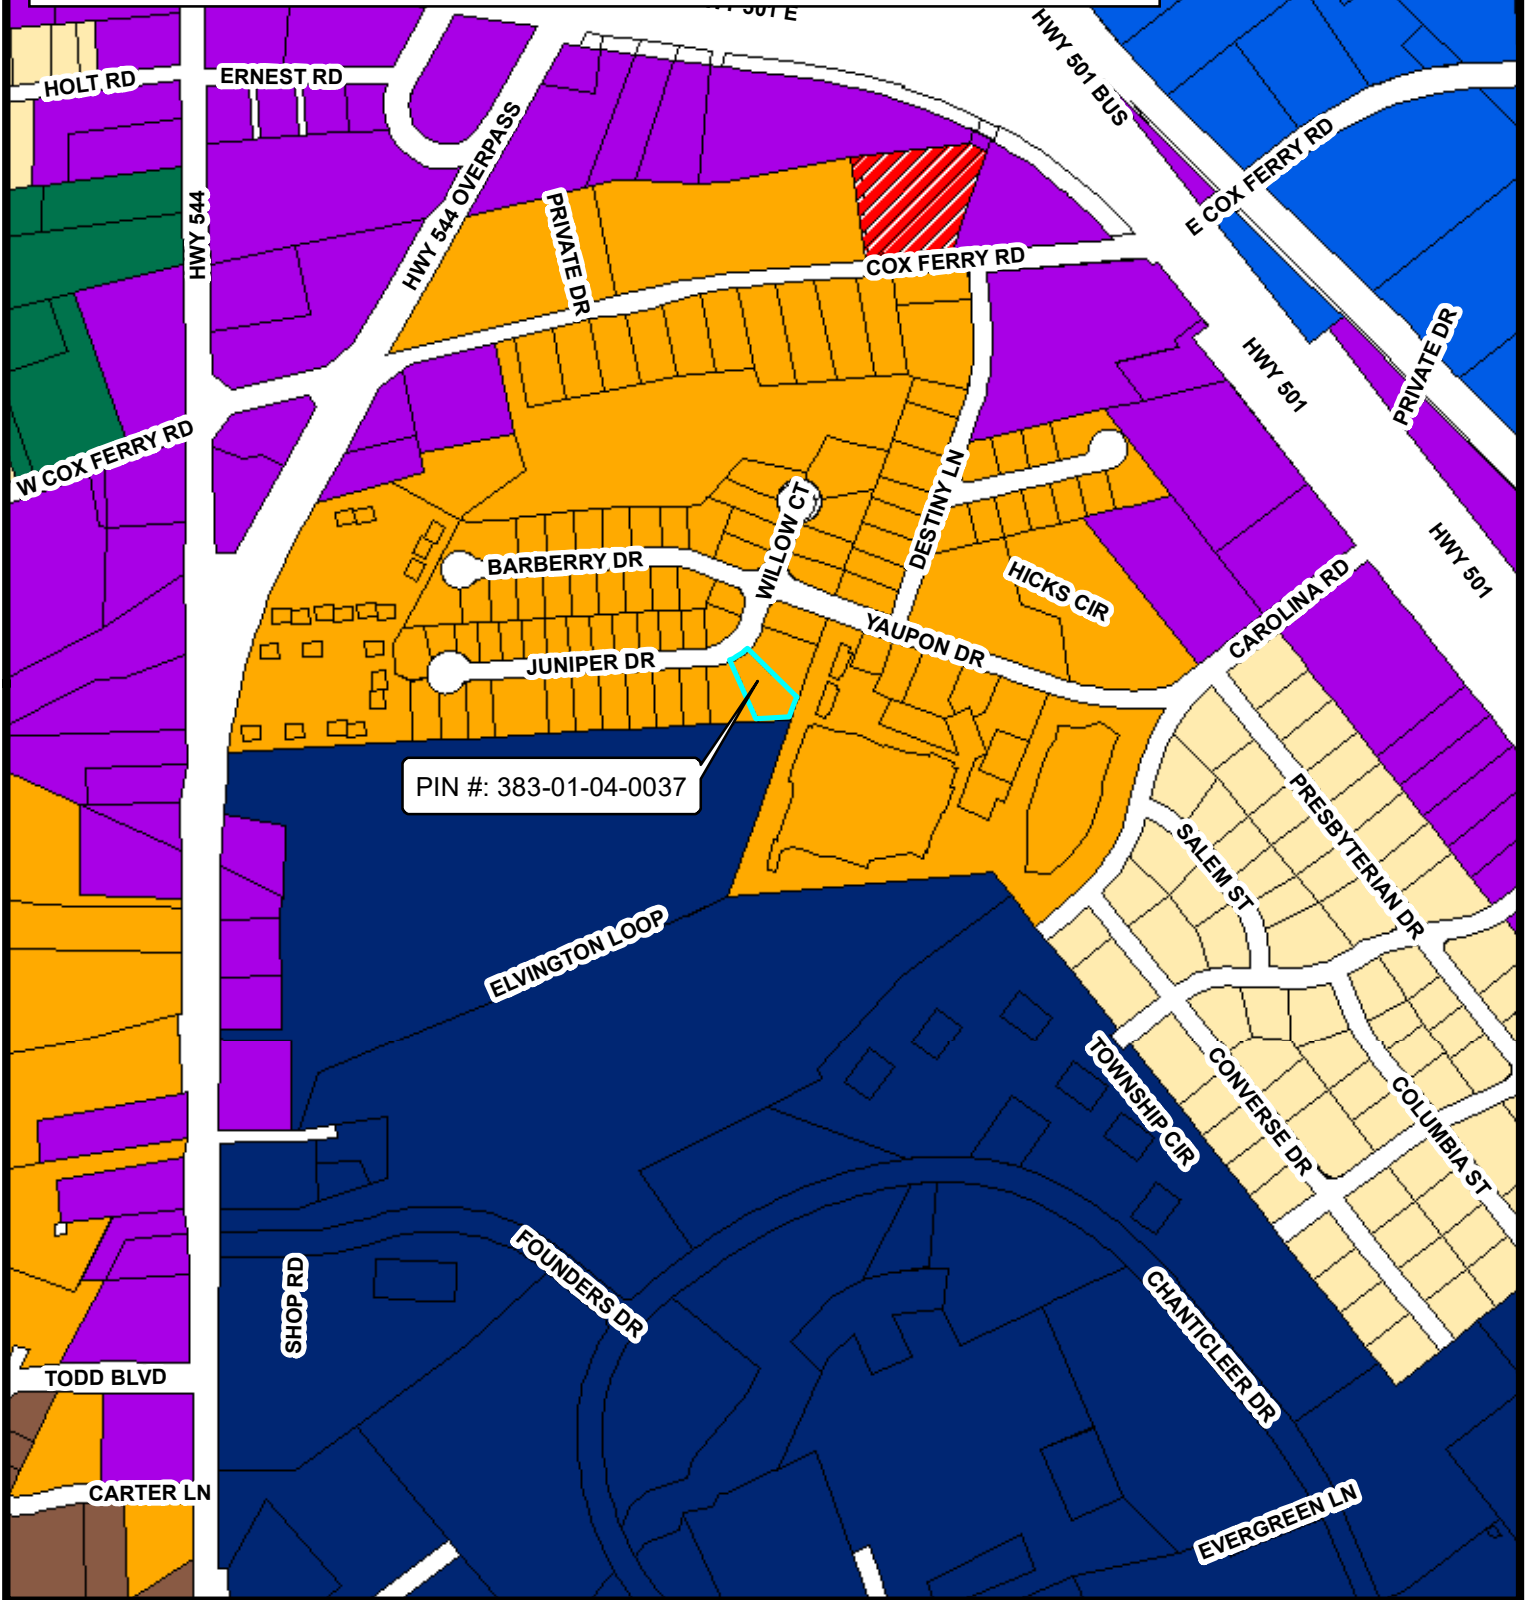 HWY 501 E
HWY 501 BUS
HOLT RD
ERNEST RD
HWY 544 OVERPASS
E COX FERRY RD
HWY 544
PRIVATE DR
COX FERRY RD
PRIVATE DR
HWY 501
W COX FERRY RD
DESTINY LN
WILLOW CT
HWY 501
BARBERRY DR
HICKS CIR
CAROLINA RD
YAUPON DR
JUNIPER DR
PIN #: 383-01-04-0037
PRESBYTERIAN DR
SALEM ST
ELVINGTON LOOP
TOWNSHIP CIR
CONVERSE DR
COLUMBIA ST
FOUNDERS DR
SHOP RD
CHANTICLEER DR
TODD BLVD
CARTER LN
EVERGREEN LN